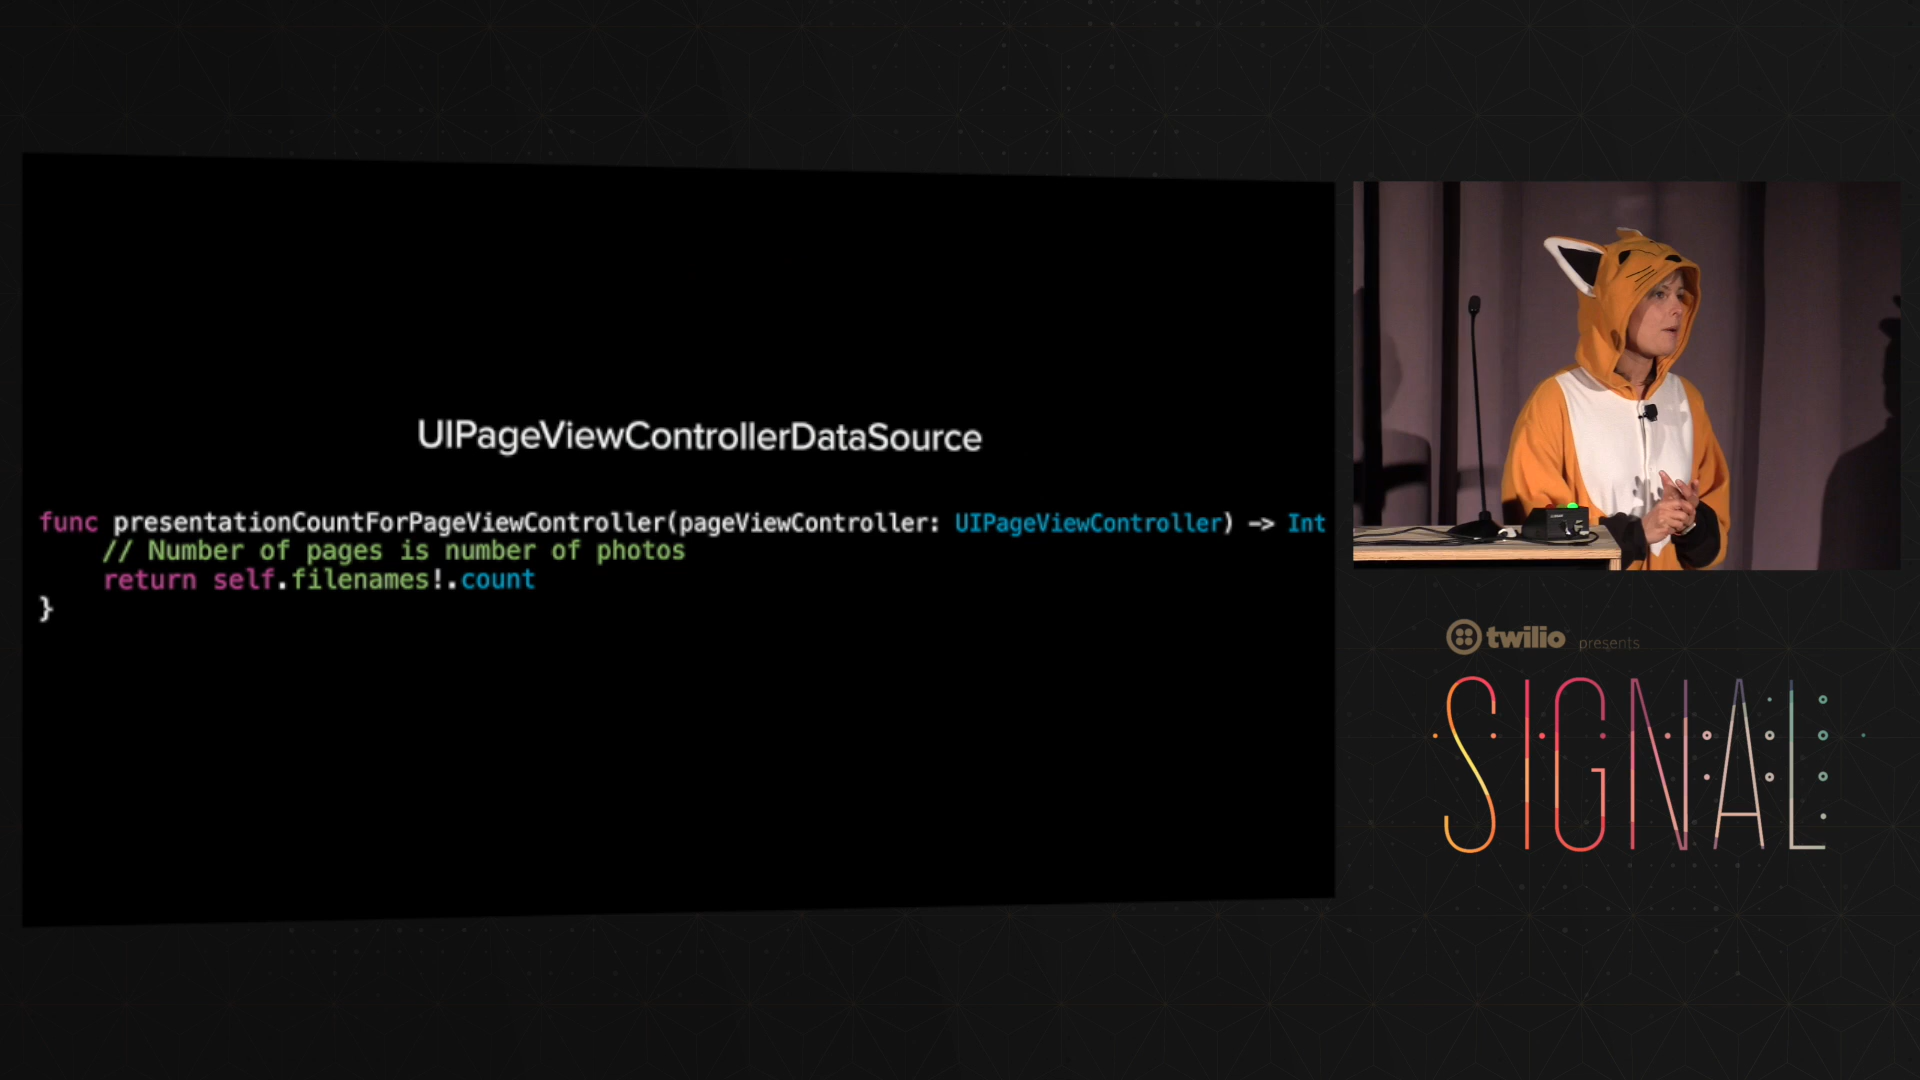 UIPageViewControllerDataSource
func presentationCountForPageViewController(pageViewController: UIPageViewController) -> Int
// Number of pages is number of photos
return self.filenames!.count
}
twilio presents
SIGNAL